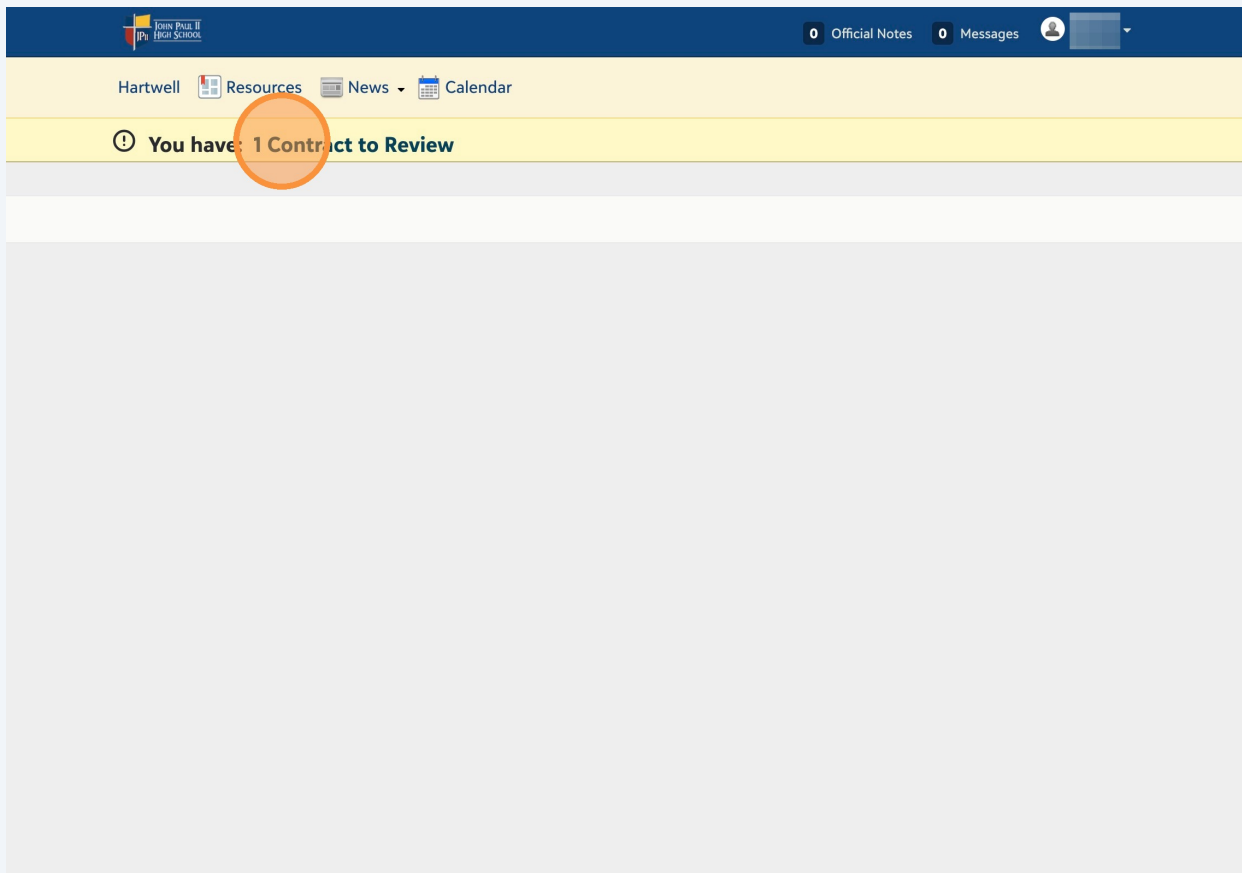 John Paul II
JPII High School
0 Official Notes 0 Messages
Hartwell Resources News Calendar
You have: 1 Contract to Review